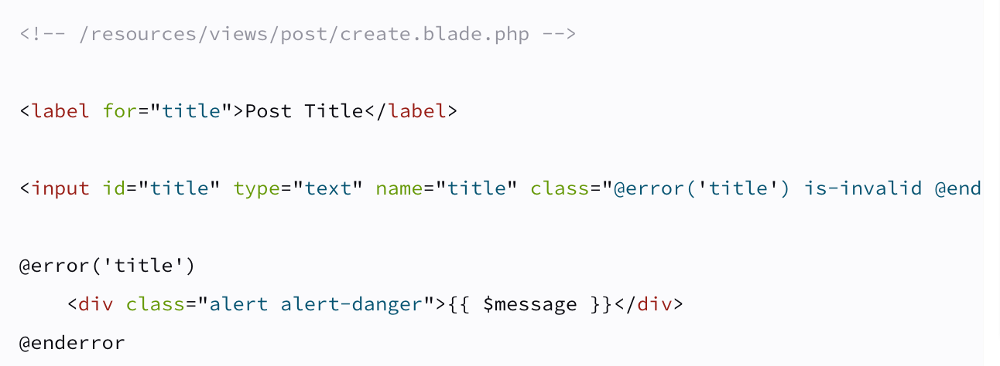 <!-- /resources/views/post/create.blade.php -->
<label for="title">Post Title</label>
<input id="title" type="text" name="title" class="@error('title') is-invalid @end
@error('title')
    <div class="alert alert-danger">{{ $message }}</div>
@enderror